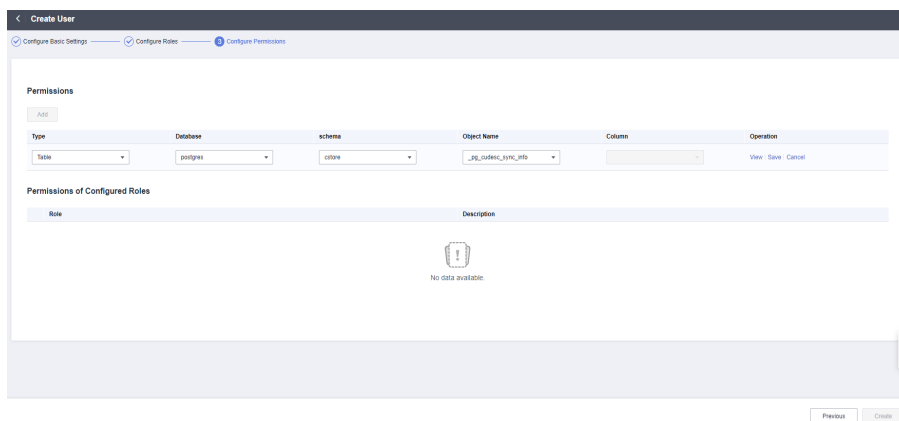 Create User
Configure Basic Settings Configure Roles 3 Configure Permissions
Permissions
Add
Type Database schema Object Name Column Operation
Table postgres cstore _pg_cudesc_sync_info View Save Cancel
Permissions of Configured Roles
Role Description
No data available.
Previous Create